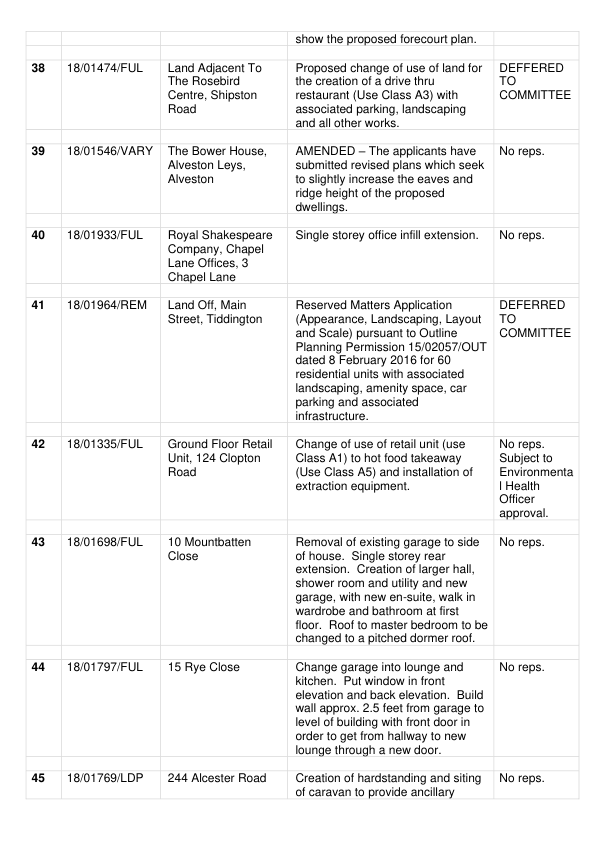 show the proposed forecourt plan.
38 18/01474/FUL Land Adjacent To Proposed change of use of land for DEFFERED
The Rosebird the creation of a drive thru TO
Centre, Shipston restaurant (Use Class A3) with COMMITTEE
Road associated parking, landscaping
and all other works.
39 18/01546/VARY The Bower House, AMENDED – The applicants have No reps.
Alveston Leys, submitted revised plans which seek
Alveston to slightly increase the eaves and
ridge height of the proposed
dwellings.
40 18/01933/FUL Royal Shakespeare Single storey office infill extension. No reps.
Company, Chapel
Lane Offices, 3
Chapel Lane
41 18/01964/REM Land Off, Main Reserved Matters Application DEFERRED
Street, Tiddington (Appearance, Landscaping, Layout TO
and Scale) pursuant to Outline COMMITTEE
Planning Permission 15/02057/OUT
dated 8 February 2016 for 60
residential units with associated
landscaping, amenity space, car
parking and associated
infrastructure.
42 18/01335/FUL Ground Floor Retail Change of use of retail unit (use No reps.
Unit, 124 Clopton Class A1) to hot food takeaway Subject to
Road (Use Class A5) and installation of Environmenta
extraction equipment. l Health
Officer
approval.
43 18/01698/FUL 10 Mountbatten Removal of existing garage to side No reps.
Close of house. Single storey rear
extension. Creation of larger hall,
shower room and utility and new
garage, with new en-suite, walk in
wardrobe and bathroom at first
floor. Roof to master bedroom to be
changed to a pitched dormer roof.
44 18/01797/FUL 15 Rye Close Change garage into lounge and No reps.
kitchen. Put window in front
elevation and back elevation. Build
wall approx. 2.5 feet from garage to
level of building with front door in
order to get from hallway to new
lounge through a new door.
45 18/01769/LDP 244 Alcester Road Creation of hardstanding and siting No reps.
of caravan to provide ancillary